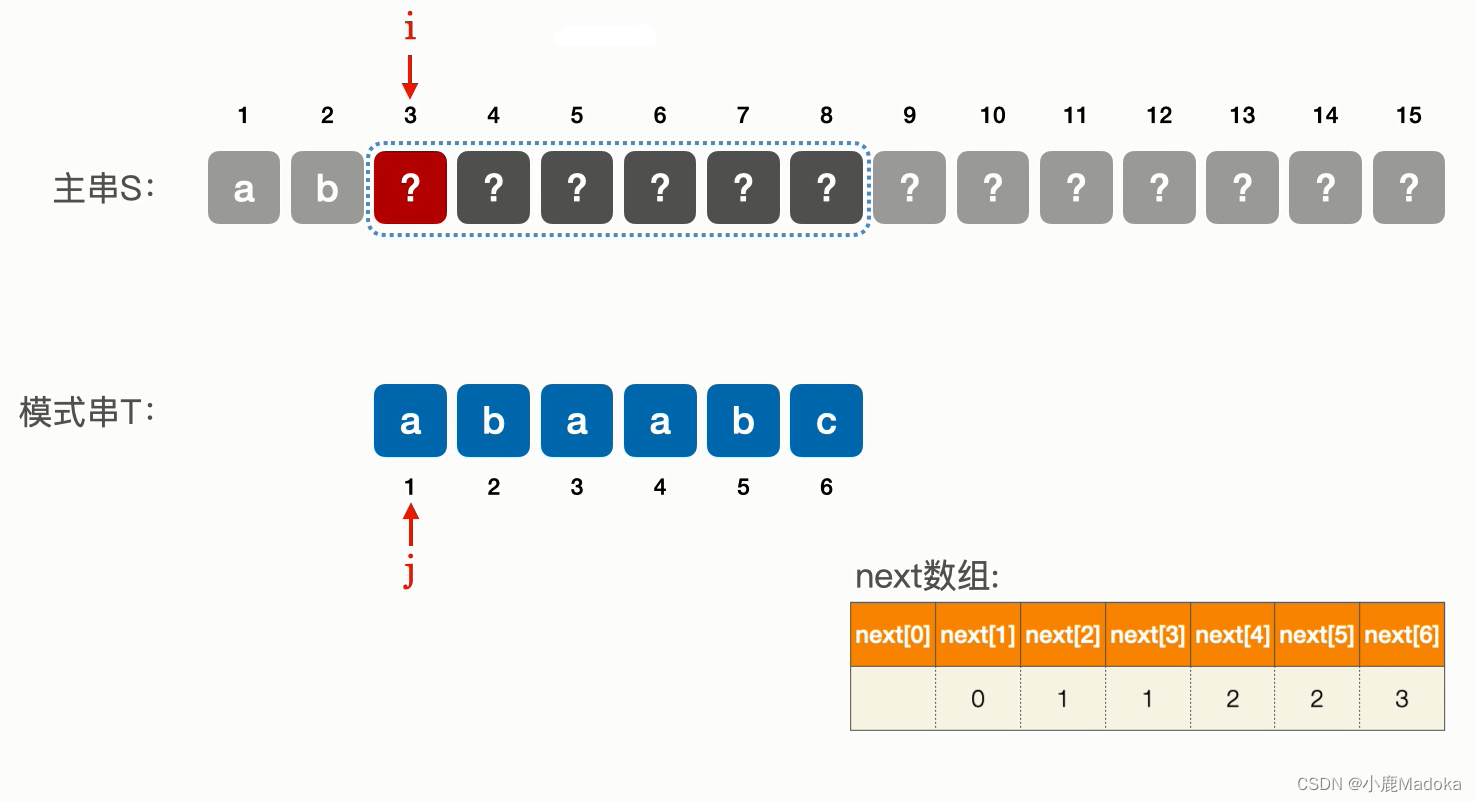 i
1 2 3 4 5 6 7 8 9 10 11 12 13 14 15
主串S: a b ? ? ? ? ? ? ? ? ? ? ? ? ?
模式串T: a b a a b c
1 2 3 4 5 6
j
next数组:
next[0] next[1] next[2] next[3] next[4] next[5] next[6]
0 1 1 2 2 3
CSDN @小鹿Madoka